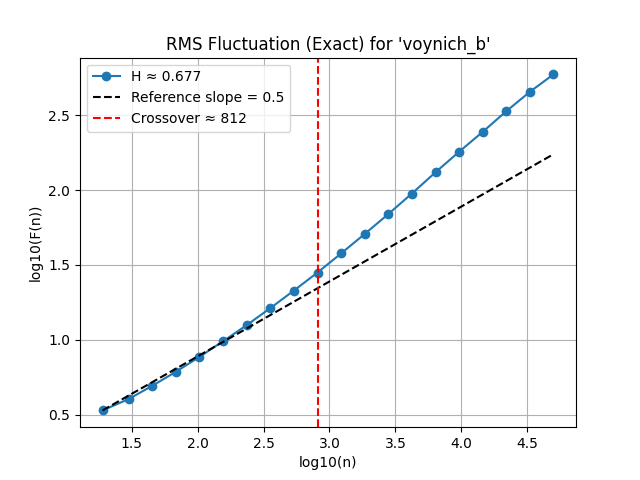 RMS Fluctuation (Exact) for 'voynich_b'
H ≈ 0.677
Reference slope = 0.5
Crossover ≈ 812
log10(F(n))
2.5
2.0
1.5
1.0
0.5
1.5 2.0 2.5 3.0 3.5 4.0 4.5
log10(n)